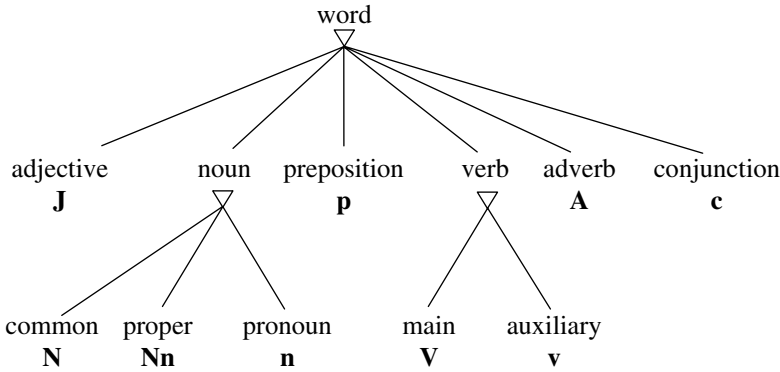 word
adjective noun preposition verb adverb conjunction
J p A c
common proper pronoun main auxiliary
N Nn n V v